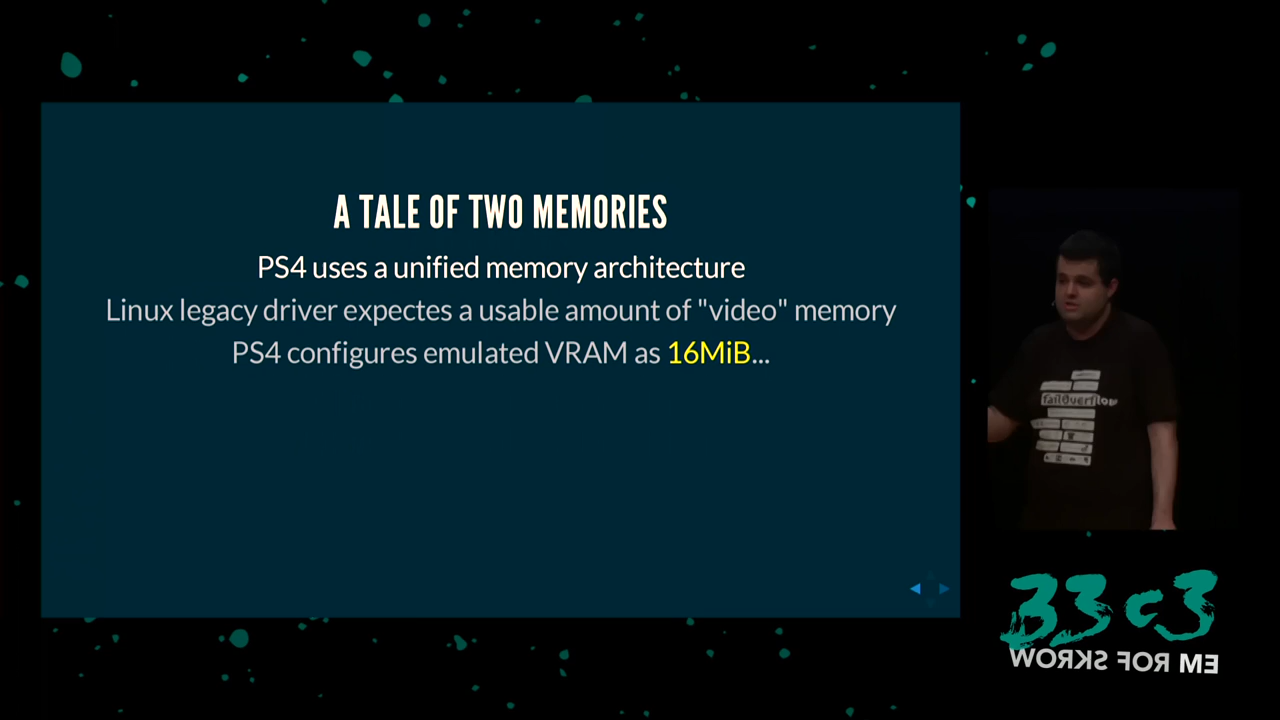 A TALE OF TWO MEMORIES
PS4 uses a unified memory architecture
Linux legacy driver expectes a usable amount of "video" memory
PS4 configures emulated VRAM as 16MiB...
fail0verflow
33c3
WORKS FOR ME